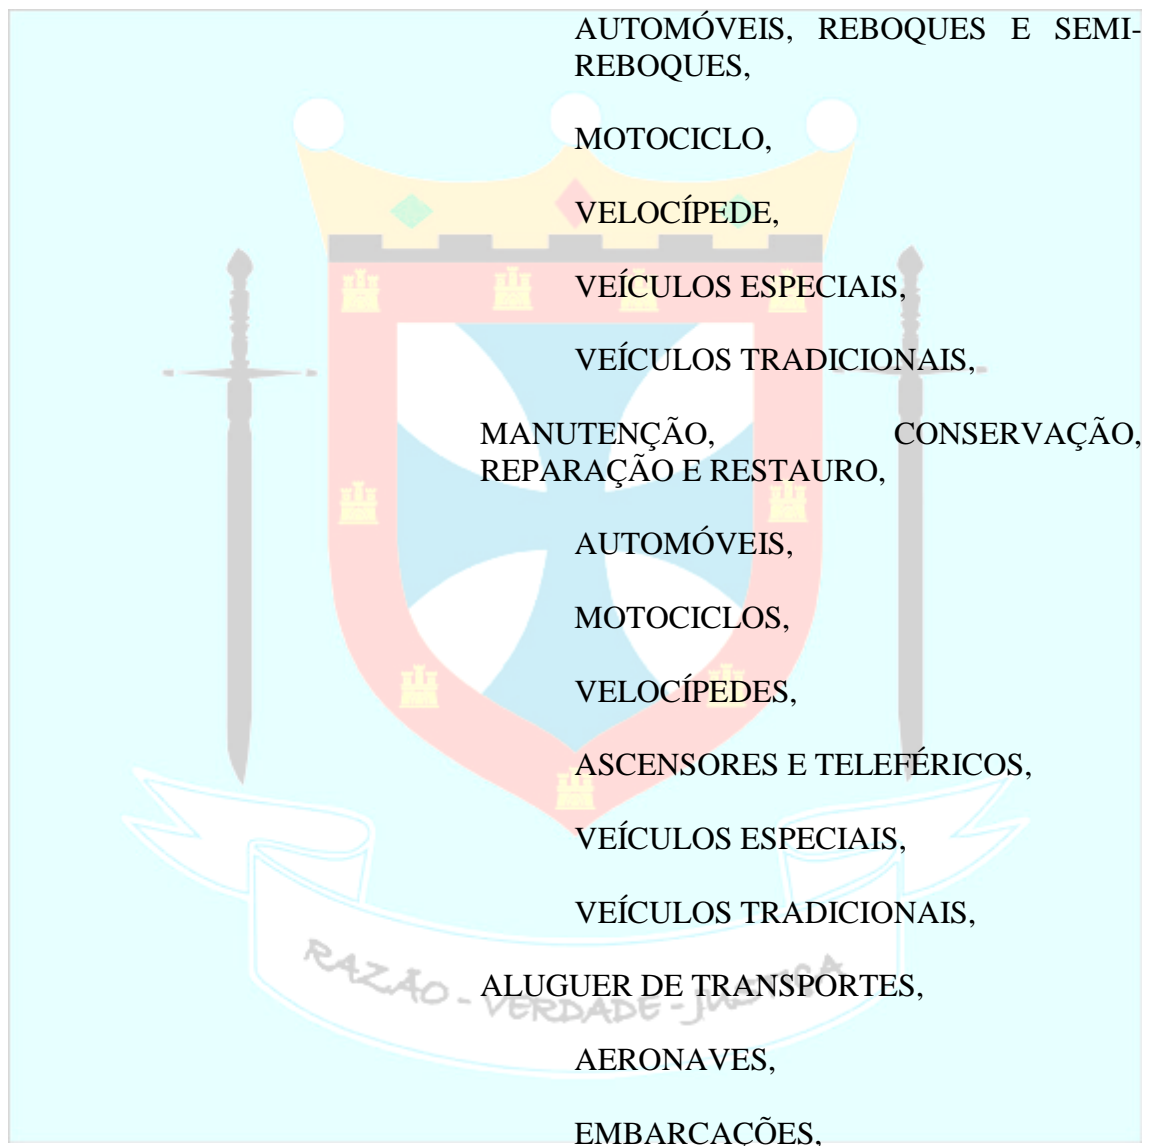 AUTOMÓVEIS, REBOQUES E SEMI-
REBOQUES,
MOTOCICLO,
VELOCÍPEDE,
VEÍCULOS ESPECIAIS,
VEÍCULOS TRADICIONAIS,
MANUTENÇÃO, CONSERVAÇÃO,
REPARAÇÃO E RESTAURO,
AUTOMÓVEIS,
MOTOCICLOS,
VELOCÍPEDES,
ASCENSORES E TELEFÉRICOS,
VEÍCULOS ESPECIAIS,
VEÍCULOS TRADICIONAIS,
RAZÃO - VERDADE - JUSTIÇA
ALUGUER DE TRANSPORTES,
AERONAVES,
EMBARCAÇÕES,